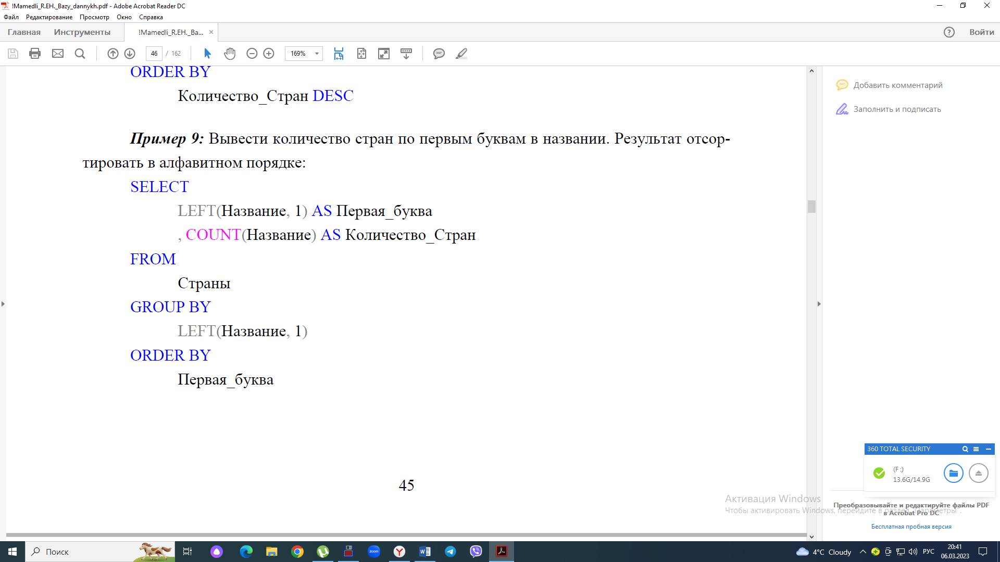 !Mamedli_R.EH._Bazy_dannykh.pdf - Adobe Acrobat Reader DC
Файл Редактирование Просмотр Окно Справка
Главная Инструменты !Mamedli_R.EH._Ba... Войти
46 / 162 169%
ORDER BY
Количество_Стран DESC
Пример 9: Вывести количество стран по первым буквам в названии. Результат отсор-
тировать в алфавитном порядке:
SELECT
LEFT(Название, 1) AS Первая_буква
, COUNT(Название) AS Количество_Стран
FROM
Страны
GROUP BY
LEFT(Название, 1)
ORDER BY
Первая_буква
45
Добавить комментарий
Заполнить и подписать
360 TOTAL SECURITY
(F:)
13.6G/14.9G
Активация Windows
Чтобы активировать Windows, перейдите в раздел "Параметры".
Преобразовывайте и редактируйте файлы PDF
в Acrobat Pro DC
Бесплатная пробная версия
Поиск
zoom
4°C Cloudy
РУС
20:41
06.03.2023